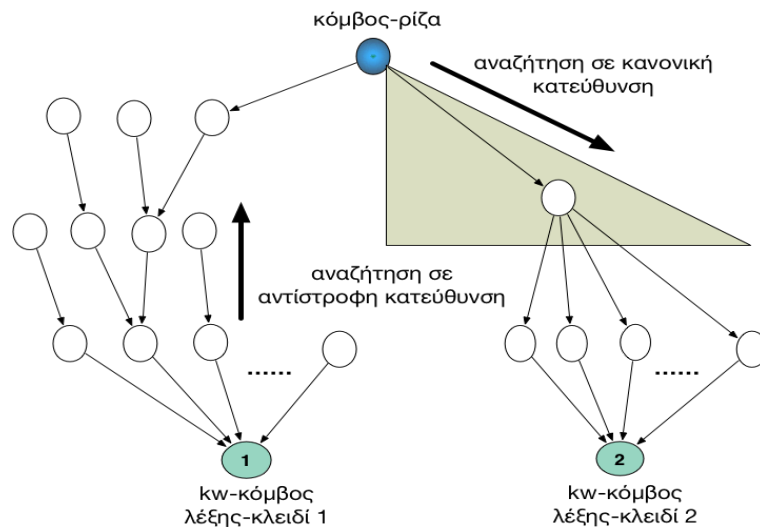 κόμβος-ρίζα
αναζήτηση σε κανονική
κατεύθυνση
αναζήτηση σε
αντίστροφη κατεύθυνση
......
......
1
2
kw-κόμβος
λέξης-κλειδί 1
kw-κόμβος
λέξης-κλειδί 2